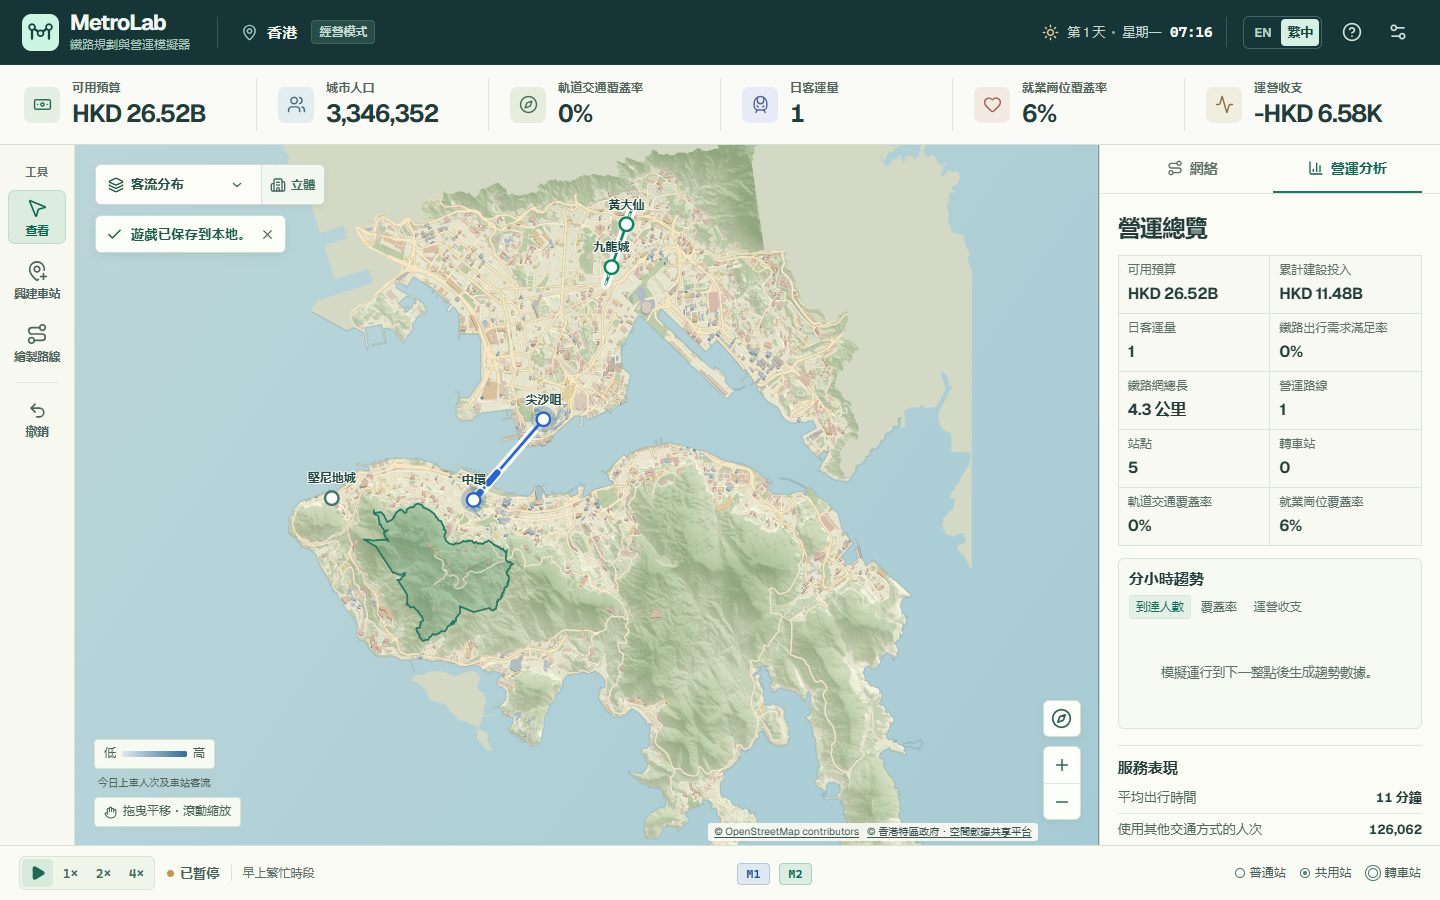 MetroLab
鐵路規劃與營運模擬器
香港
經營模式
第 1 天 · 星期一 07:16
EN
繁中
可用預算
HKD 26.52B
城市人口
3,346,352
軌道交通覆蓋率
0%
日客運量
1
就業崗位覆蓋率
6%
運營收支
-HKD 6.58K
工具
查看
興建車站
繪製路線
撤銷
客流分布
立體
遊戲已保存到本地。
黃大仙
九龍城
尖沙咀
中環
堅尼地城
低
高
今日上車人次及車站客流
拖曳平移 · 滾動縮放
© OpenStreetMap contributors © 香港特區政府 · 空間數據共享平台
網絡
營運分析
營運總覽
可用預算
HKD 26.52B
累計建設投入
HKD 11.48B
日客運量
1
鐵路出行需求滿足率
0%
鐵路網總長
4.3 公里
營運路線
1
站點
5
轉車站
0
軌道交通覆蓋率
0%
就業崗位覆蓋率
6%
分小時趨勢
到達人數
覆蓋率
運營收支
模擬運行到下一整點後生成趨勢數據。
服務表現
平均出行時間
11 分鐘
使用其他交通方式的人次
126,062
1×
2×
4×
已暫停
早上繁忙時段
M1
M2
普通站
共用站
轉車站